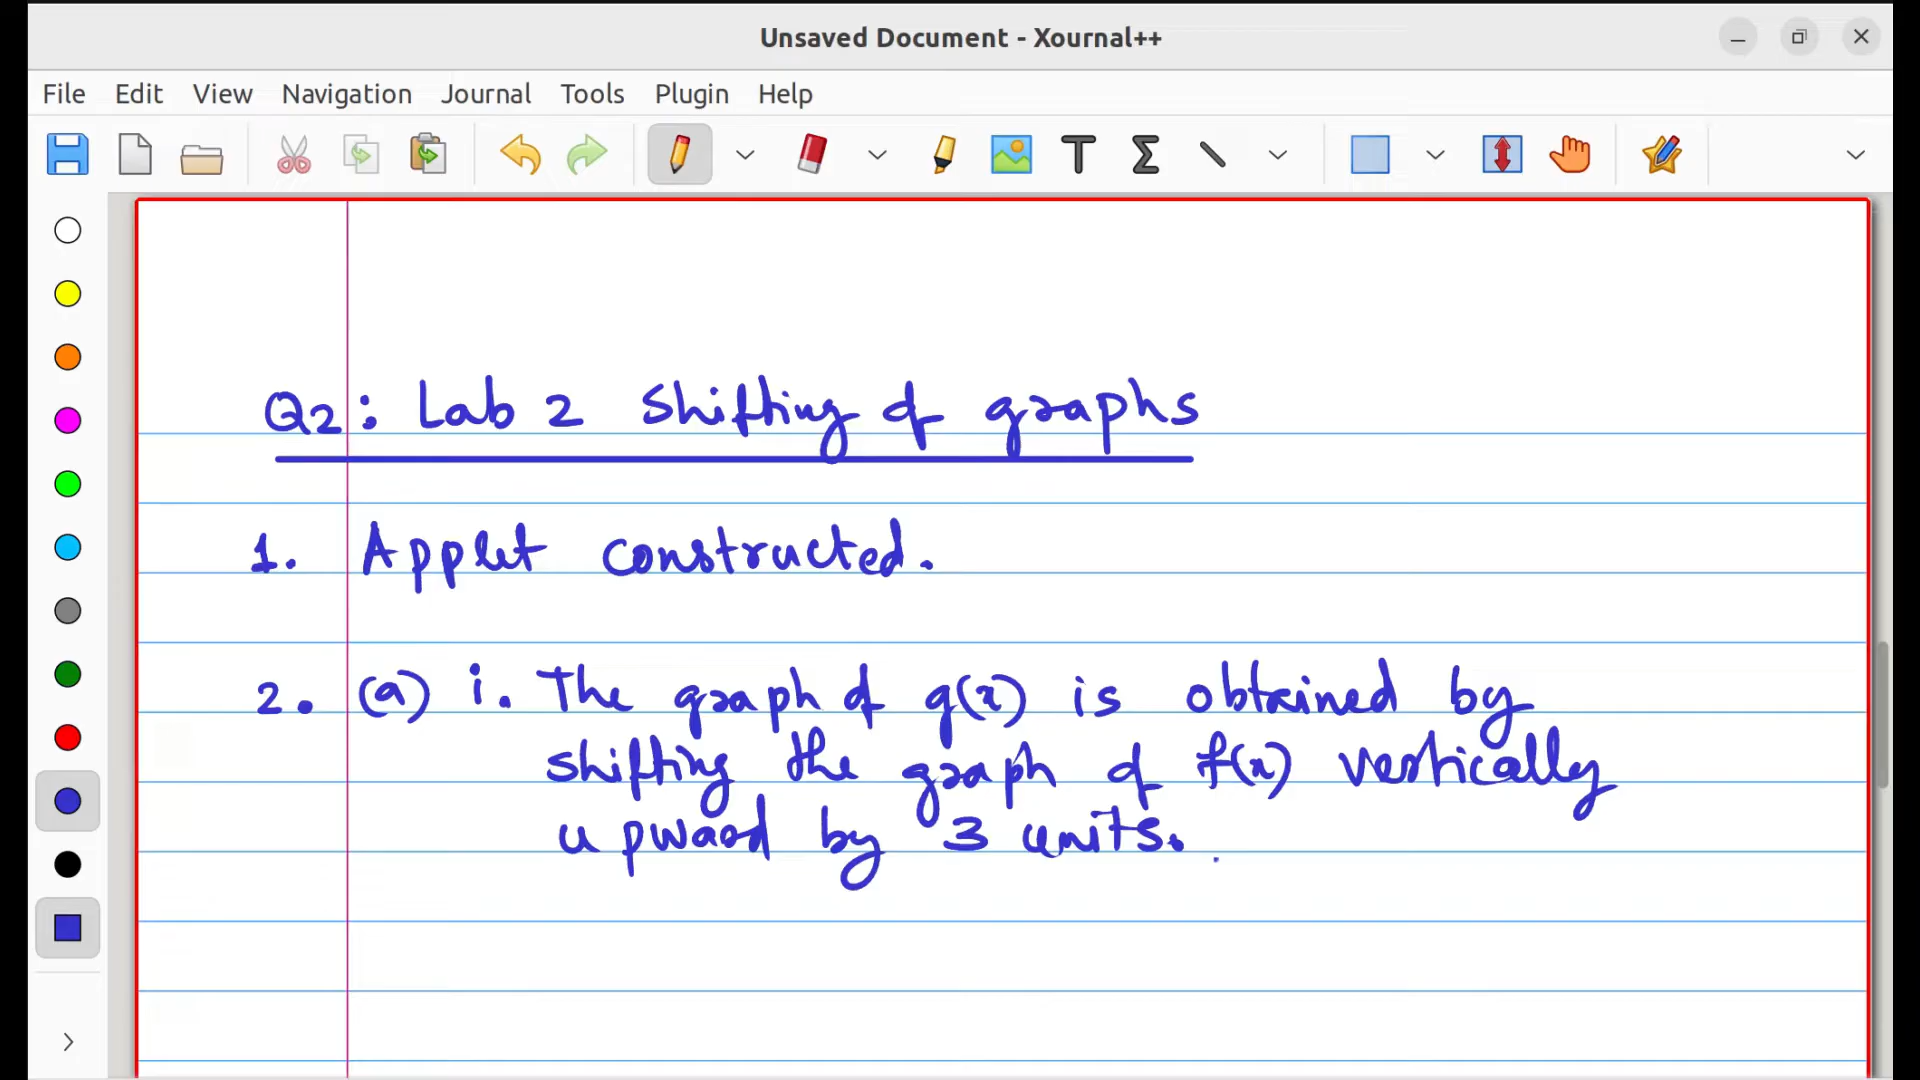 Unsaved Document - Xournal++
File Edit View Navigation Journal Tools Plugin Help
Q2: Lab 2 Shifting of graphs
1. Applet constructed.
2. (a) i. The graph of g(x) is obtained by
shifting the graph of f(x) vertically
upward by 3 units.